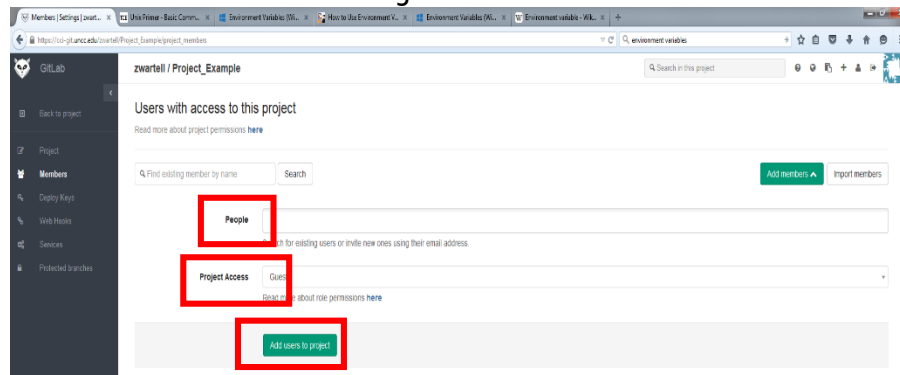 Members | Settings | zwart...
Unix Primer - Basic Comm...
Environment Variables (Wi...
How to Use Environment V...
Environment Variables (Wi...
Environment variable - Wik...
https://cci-git.uncc.edu/zwartell/Project_Example/project_members
environment variables
GitLab
zwartell / Project_Example
Search in this project
Back to project
Users with access to this project
Read more about project permissions here
Project
Members
Find existing member by name
Search
Add members
Import members
Deploy Keys
Web Hooks
People
Services
for existing users or invite new ones using their email address.
Protected branches
Project Access
Read more about role permissions here
Add users to project